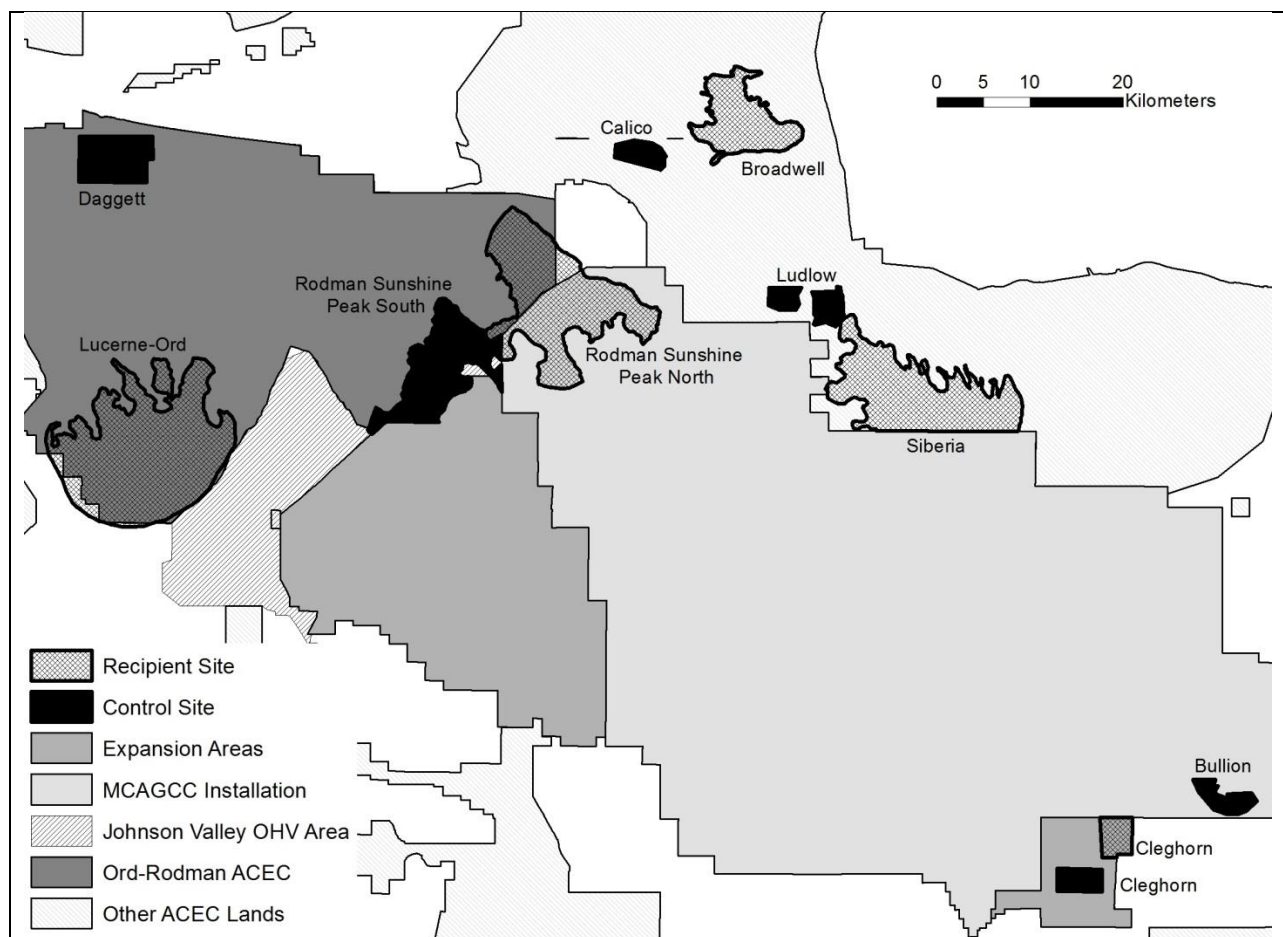 0 5 10 20
Kilometers
Calico
Broadwell
Daggett
Rodman Sunshine
Peak South
Ludlow
Lucerne-Ord
Rodman Sunshine
Peak North
Siberia
Recipient Site
Control Site
Expansion Areas
MCAGCC Installation
Johnson Valley OHV Area
Ord-Rodman ACEC
Other ACEC Lands
Bullion
Cleghorn
Cleghorn